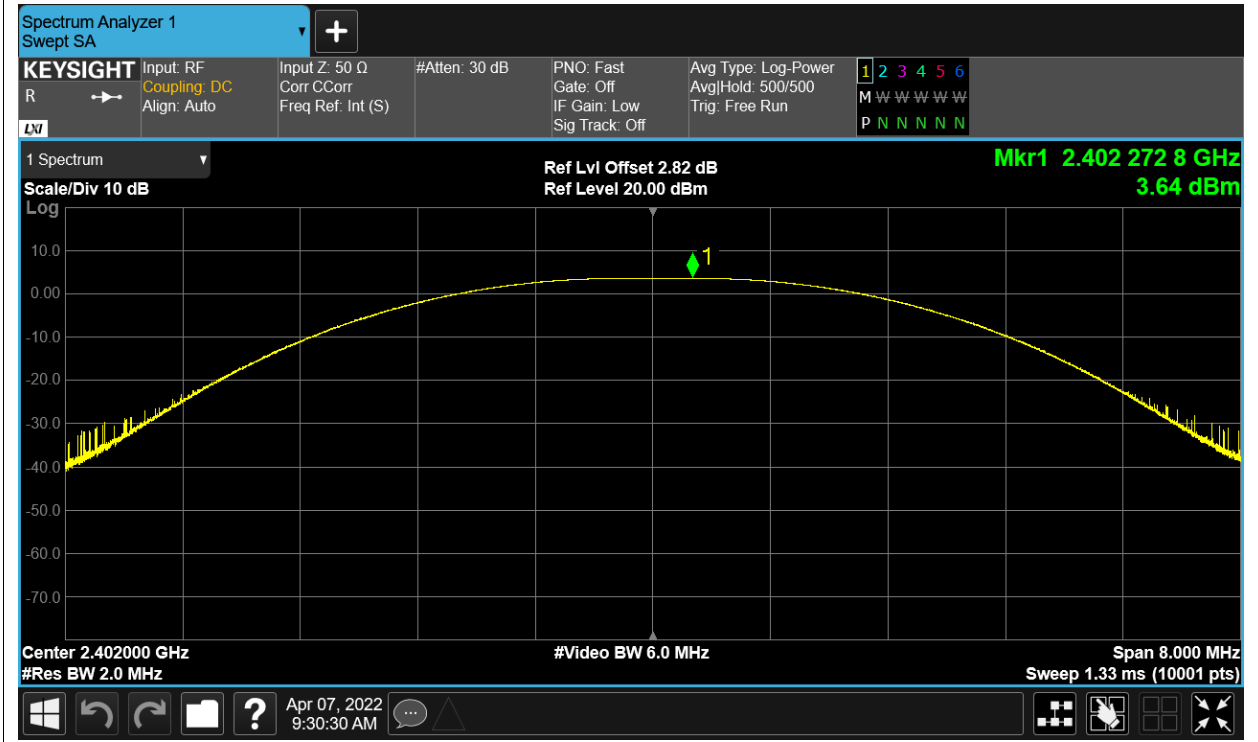 Spectrum Analyzer 1
Swept SA
+
KEYSIGHT
R
LXI
Input: RF
Coupling: DC
Align: Auto
Input Z: 50 Ω
Corr CCorr
Freq Ref: Int (S)
#Atten: 30 dB
PNO: Fast
Gate: Off
IF Gain: Low
Sig Track: Off
Avg Type: Log-Power
Avg|Hold: 500/500
Trig: Free Run
1 2 3 4 5 6
M W W W W W
P N N N N N
1 Spectrum
Scale/Div 10 dB
Log
Ref Lvl Offset 2.82 dB
Ref Level 20.00 dBm
Mkr1 2.402 272 8 GHz
3.64 dBm
10.0
1
0.00
-10.0
-20.0
-30.0
-40.0
-50.0
-60.0
-70.0
Center 2.402000 GHz
#Video BW 6.0 MHz
Span 8.000 MHz
#Res BW 2.0 MHz
Sweep 1.33 ms (10001 pts)
?
Apr 07, 2022
9:30:30 AM